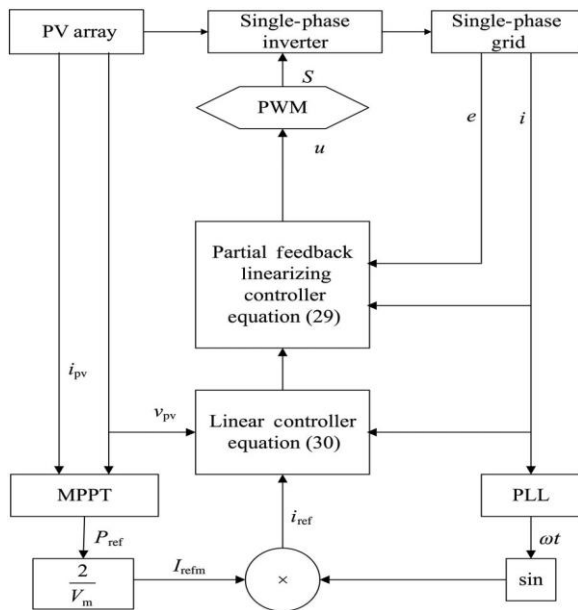 PV array
Single-phase
inverter
Single-phase
grid
S
PWM
e
i
u
Partial feedback
linearizing
controller
equation (29)
i_pv
v_pv
Linear controller
equation (30)
MPPT
i_ref
PLL
P_ref
ωt
2
V_m
I_refm
×
sin